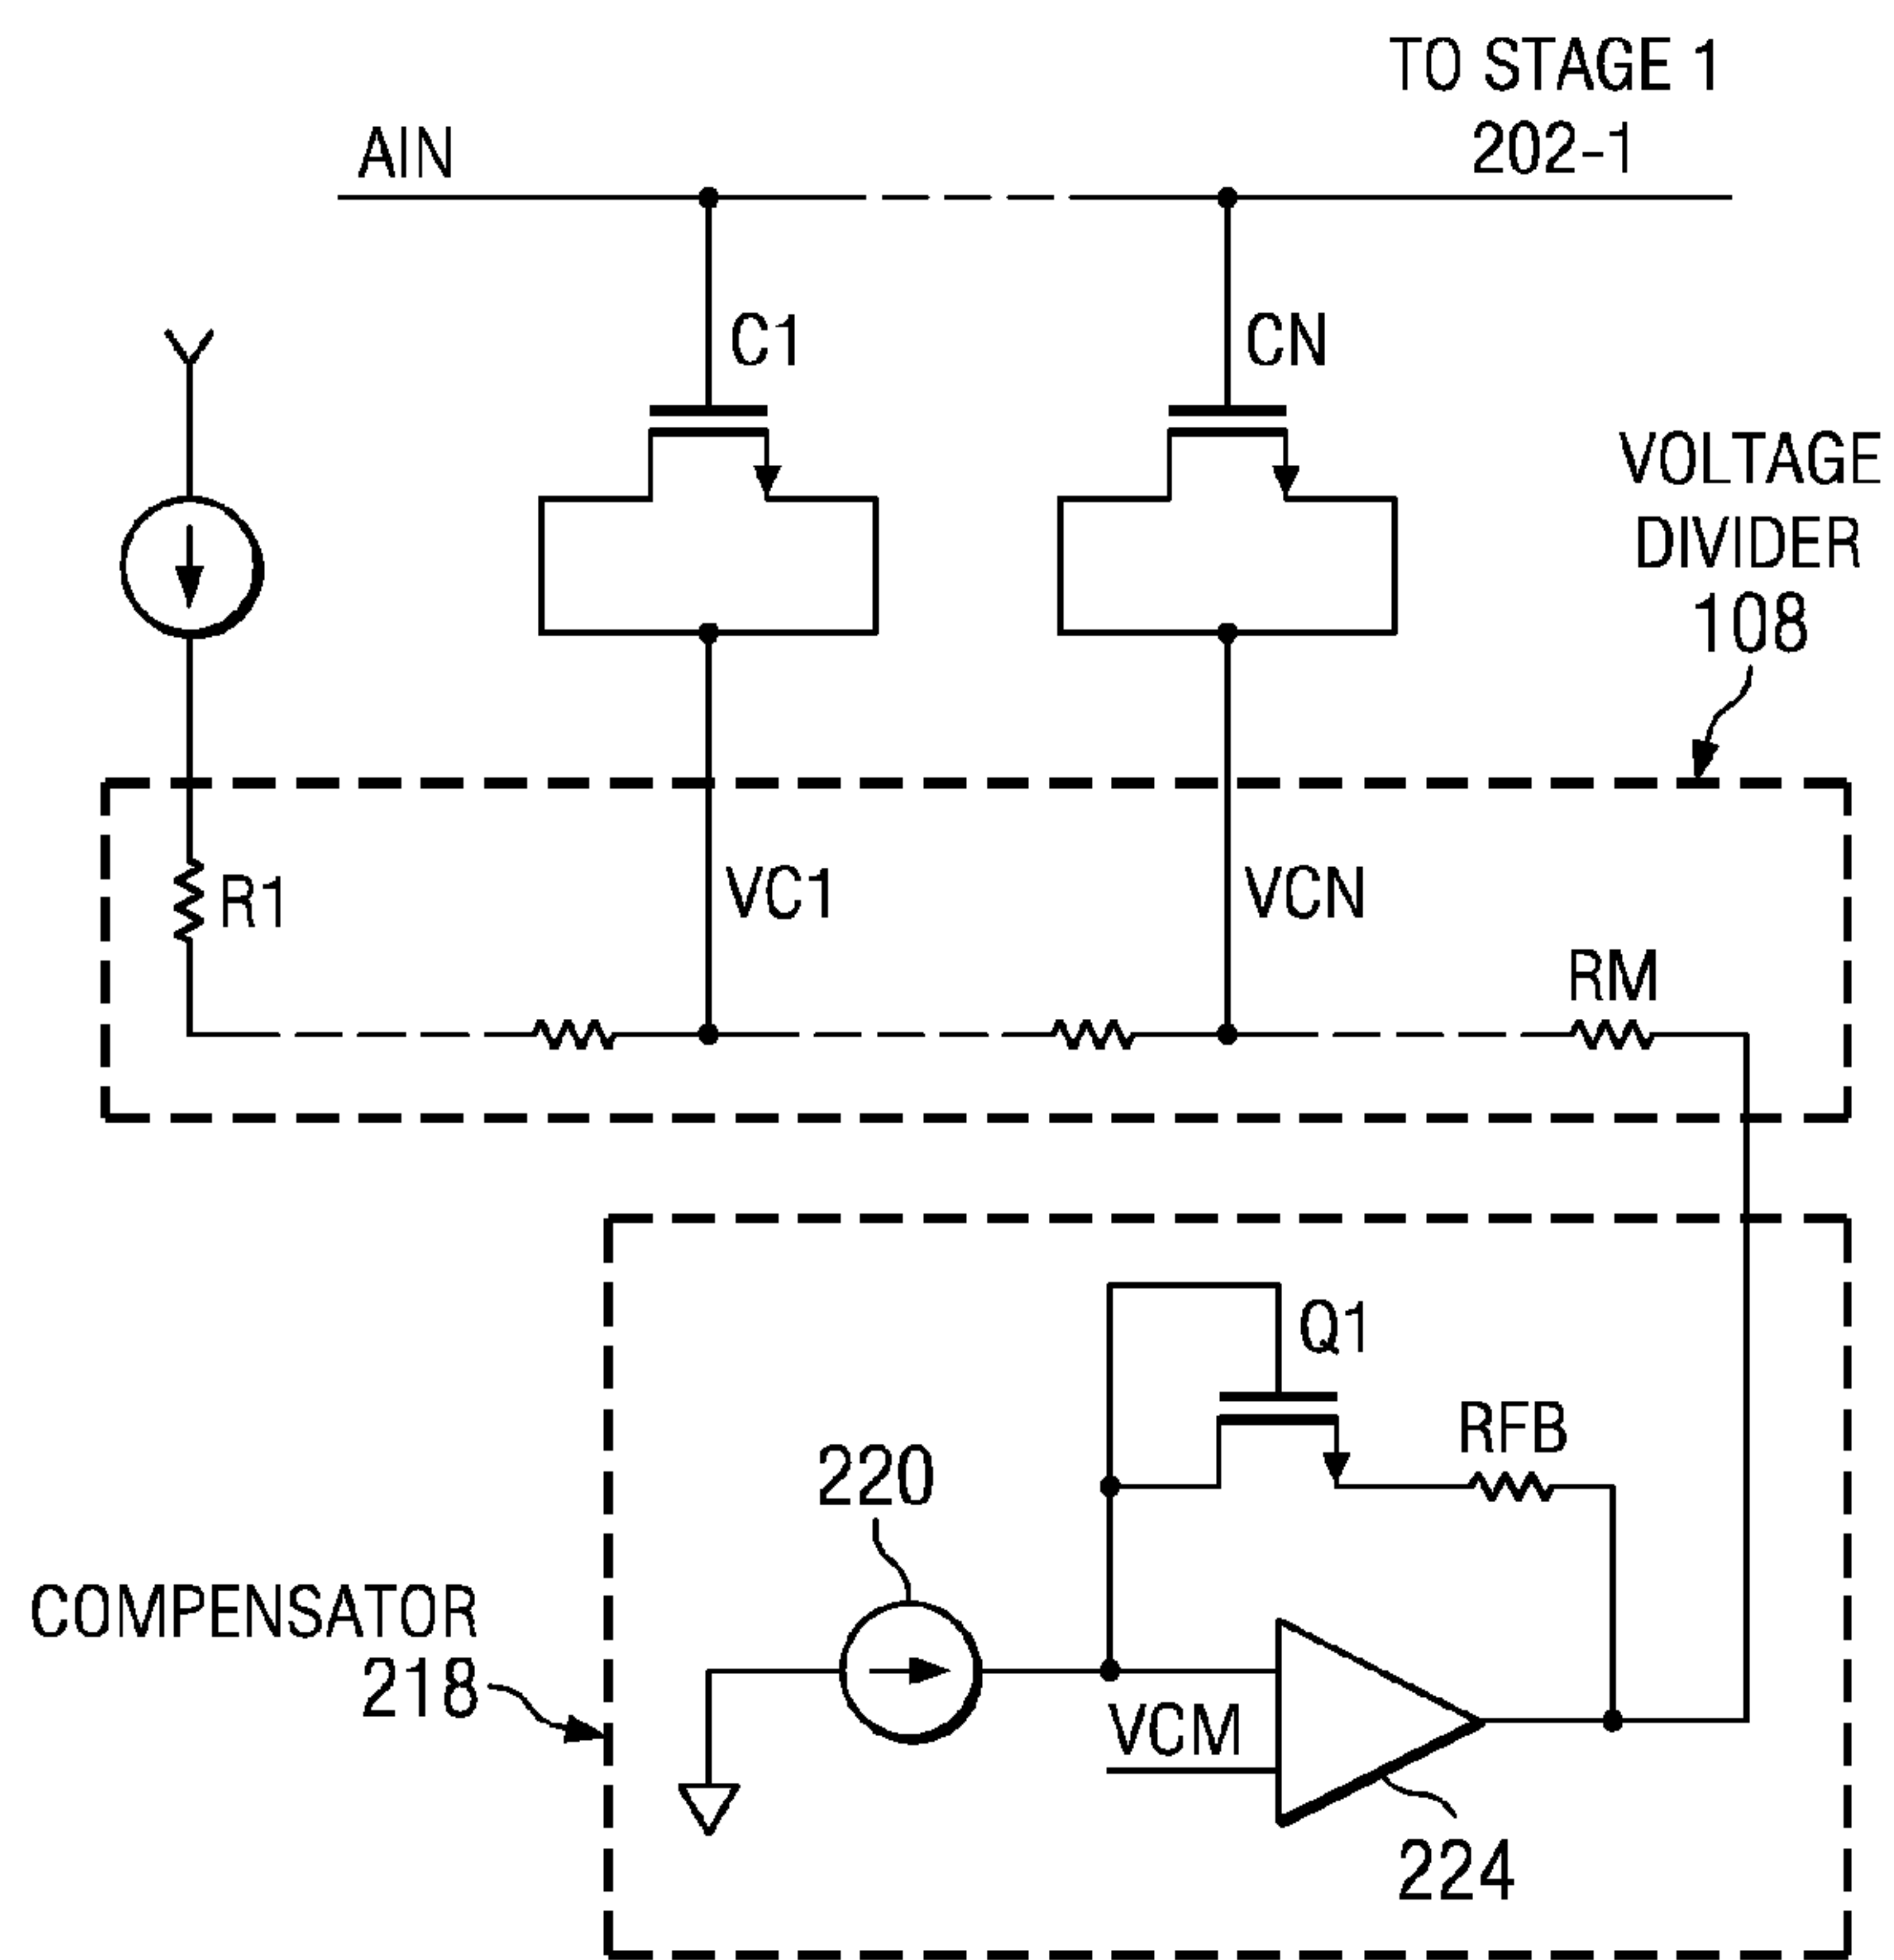 TO STAGE 1
202-1
AIN
C1
CN
VOLTAGE
DIVIDER
108
R1
VC1
VCN
RM
Q1
RFB
220
COMPENSATOR
218
VCM
224